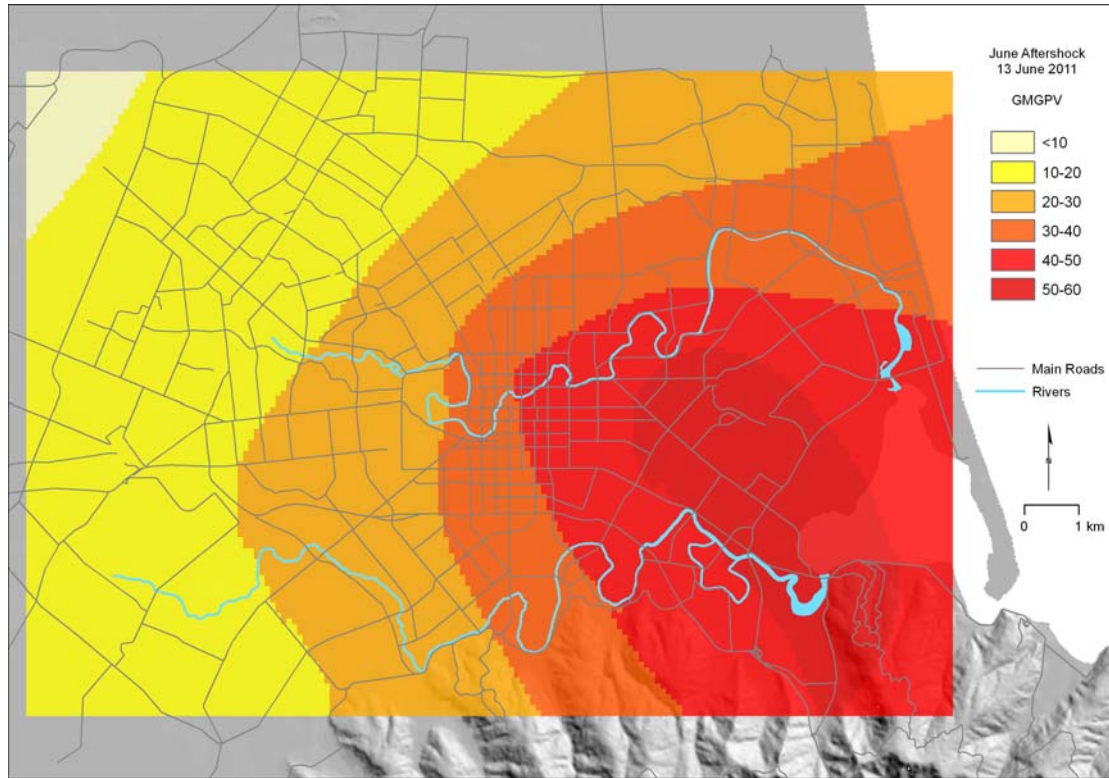 June Aftershock
13 June 2011
GMGPV
<10
10-20
20-30
30-40
40-50
50-60
Main Roads
Rivers
N
0 1 km